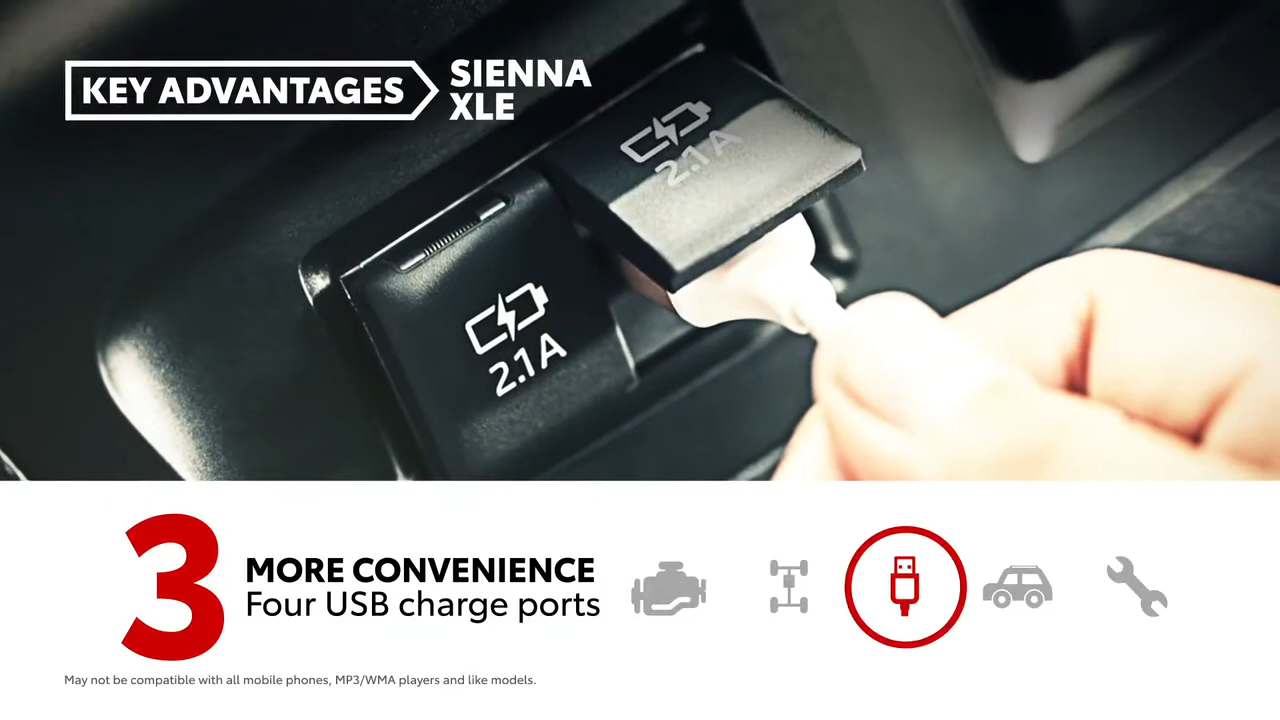 KEY ADVANTAGES
SIENNA
XLE
2.1A
2.1A
3
MORE CONVENIENCE
Four USB charge ports
May not be compatible with all mobile phones, MP3/WMA players and like models.